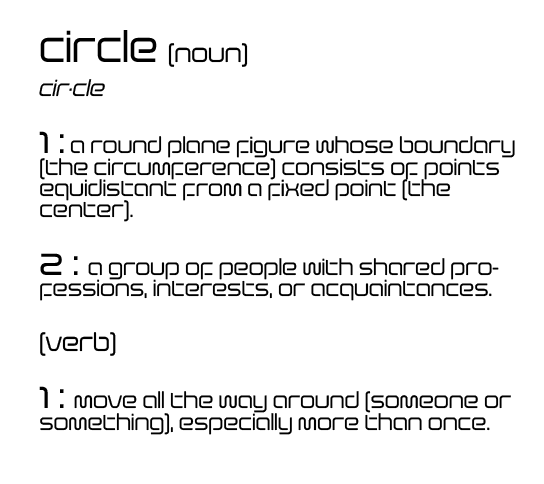 circle (noun)
cir·cle
1 : a round plane figure whose boundary
(the circumference) consists of points
equidistant from a fixed point (the
center).
2 : a group of people with shared pro-
fessions, interests, or acquaintances.
(verb)
1 : move all the way around (someone or
something), especially more than once.